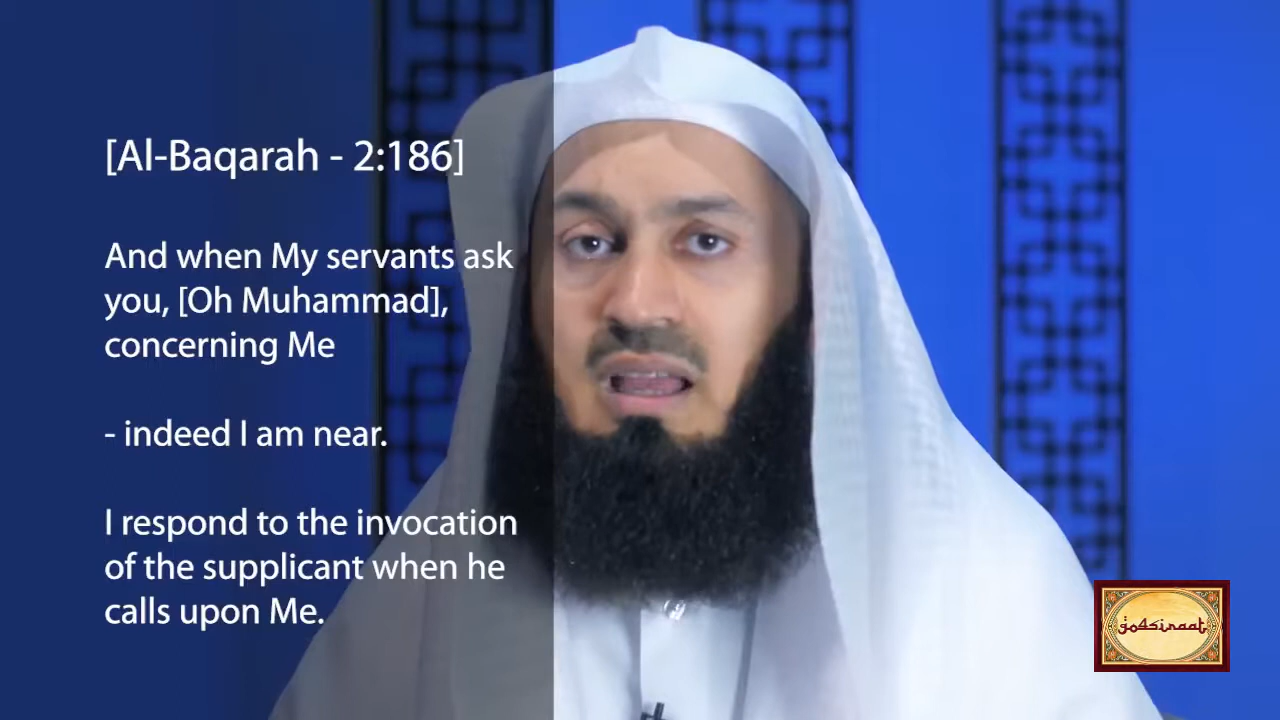 [Al-Baqarah - 2:186]
And when My servants ask
you, [Oh Muhammad],
concerning Me
- indeed I am near.
I respond to the invocation
of the supplicant when he
calls upon Me.
godsinaat